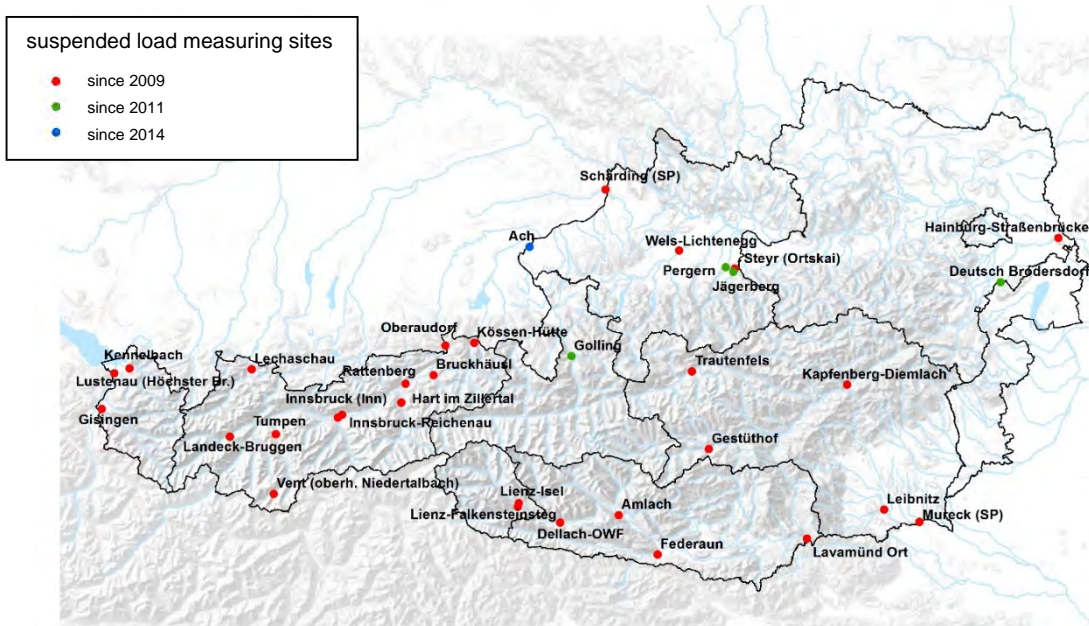 suspended load measuring sites
since 2009
since 2011
since 2014
Schärding (SP)
Ach
Wels-Lichtenegg
Hainburg-Straßenbrücke
Pergern
Steyr (Ortskai)
Jägerberg
Deutsch Brodersdorf
Oberaudorf
Kössen-Hütte
Golling
Kennelbach
Lechaschau
Bruckhäusl
Trautenfels
Lustenau (Höchster Br.)
Rattenberg
Kapfenberg-Diemlach
Innsbruck (Inn)
Hart im Zillertal
Gisingen
Tumpen
Innsbruck-Reichenau
Landeck-Bruggen
Gestüthof
Vent (oberh. Niedertalbach)
Lienz-Isel
Amlach
Leibnitz
Lienz-Falkensteinsteg
Mureck (SP)
Dellach-OWF
Federaun
Lavamünd Ort